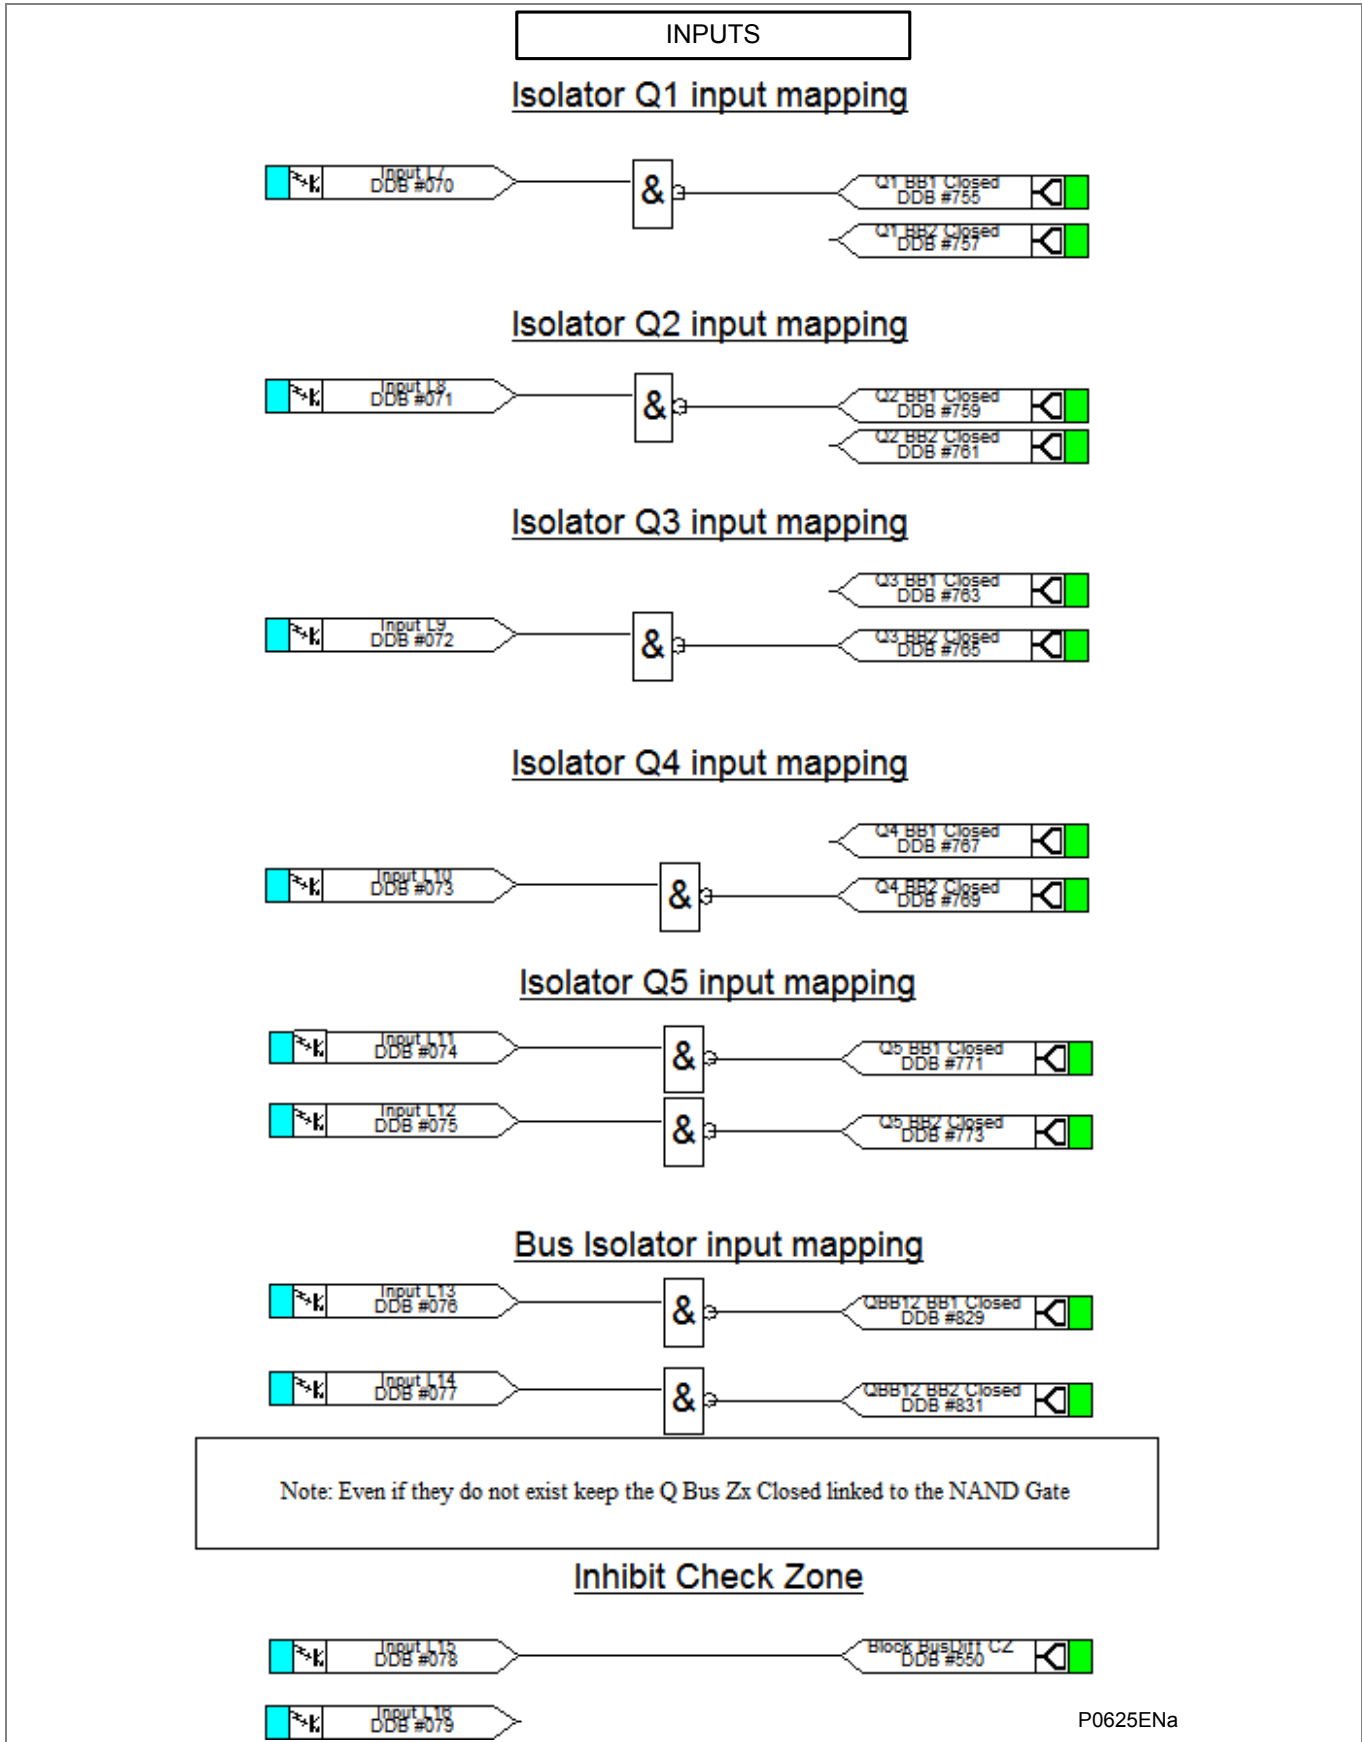 INPUTS
Isolator Q1 input mapping
Input L7
DDB #070
&
Q1 BB1 Closed
DDB #755
Q1 BB2 Closed
DDB #757
Isolator Q2 input mapping
Input L8
DDB #071
&
Q2 BB1 Closed
DDB #759
Q2 BB2 Closed
DDB #761
Isolator Q3 input mapping
Q3 BB1 Closed
DDB #763
Input L9
DDB #072
&
Q3 BB2 Closed
DDB #765
Isolator Q4 input mapping
Q4 BB1 Closed
DDB #767
Input L10
DDB #073
&
Q4 BB2 Closed
DDB #769
Isolator Q5 input mapping
Input L11
DDB #074
&
Q5 BB1 Closed
DDB #771
Input L12
DDB #075
&
Q5 BB2 Closed
DDB #773
Bus Isolator input mapping
Input L13
DDB #076
&
QBB12 BB1 Closed
DDB #829
Input L14
DDB #077
&
QBB12 BB2 Closed
DDB #831
Note: Even if they do not exist keep the Q Bus Zx Closed linked to the NAND Gate
Inhibit Check Zone
Input L15
DDB #078
Block BusDiff CZ
DDB #550
Input L16
DDB #079
P0625ENa